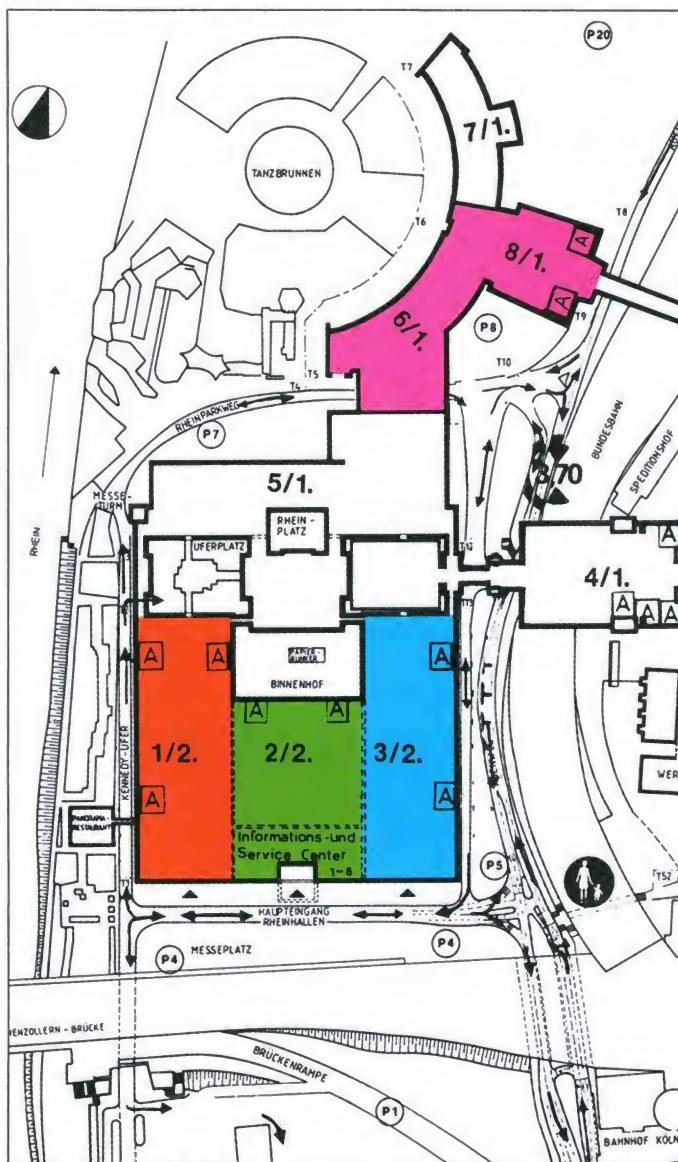 P20
T7
7/1.
TANZBRUNNEN
T6
T8
A
8/1.
A
T9
6/1.
P8
T10
T5
T4
RHEINPARKWEG
P7
BUNDESBAHN
SPEDITIONSHOF
70
5/1.
MESSE-
TURM
RHEIN-
PLATZ
UFERPLATZ
RHEIN
A
4/1.
A
A
A
A
A
A
PAPIER-
BUNKER
BINNENHOF
A
A
1/2.
2/2.
3/2.
KENNEDY-UFER
WER
A
A
PANORAMA-
RESTAURANT
Informations-und
Service Center
1-8
P5
T52
HAUPTEINGANG
RHEINHALLEN
P4
MESSEPLATZ
P4
HENZOLLERN-BRÜCKE
BRÜCKENRAMPE
P1
BAHNHOF KÖLN